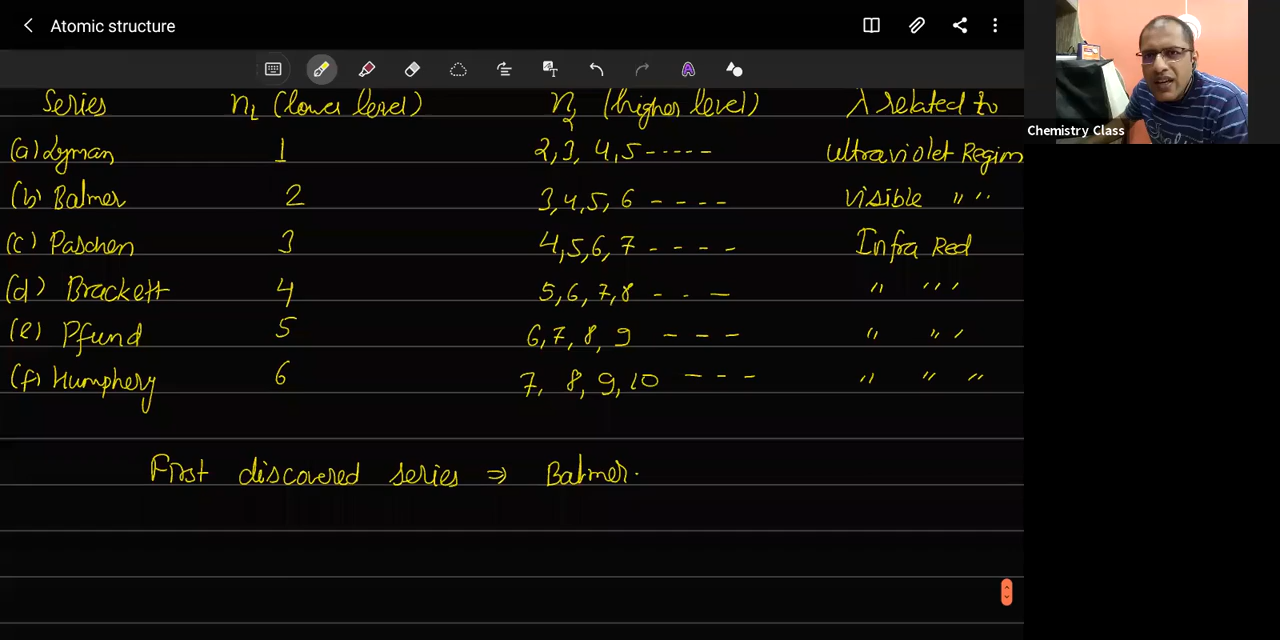 Atomic structure
Chemistry Class
Series n1 (lower level) n2 (higher level) λ related to
(a) Lyman 1 2,3, 4,5----- Ultraviolet Region
(b) Balmer 2 3,4,5, 6 ---- Visible " "
(c) Paschen 3 4,5,6,7 ---- Infra Red
(d) Brackett 4 5,6,7,8 --- " " "
(e) Pfund 5 6,7,8,9 --- " " "
(f) Humphery 6 7, 8, 9,10 --- " " "
First discovered series ⇒ Balmer.